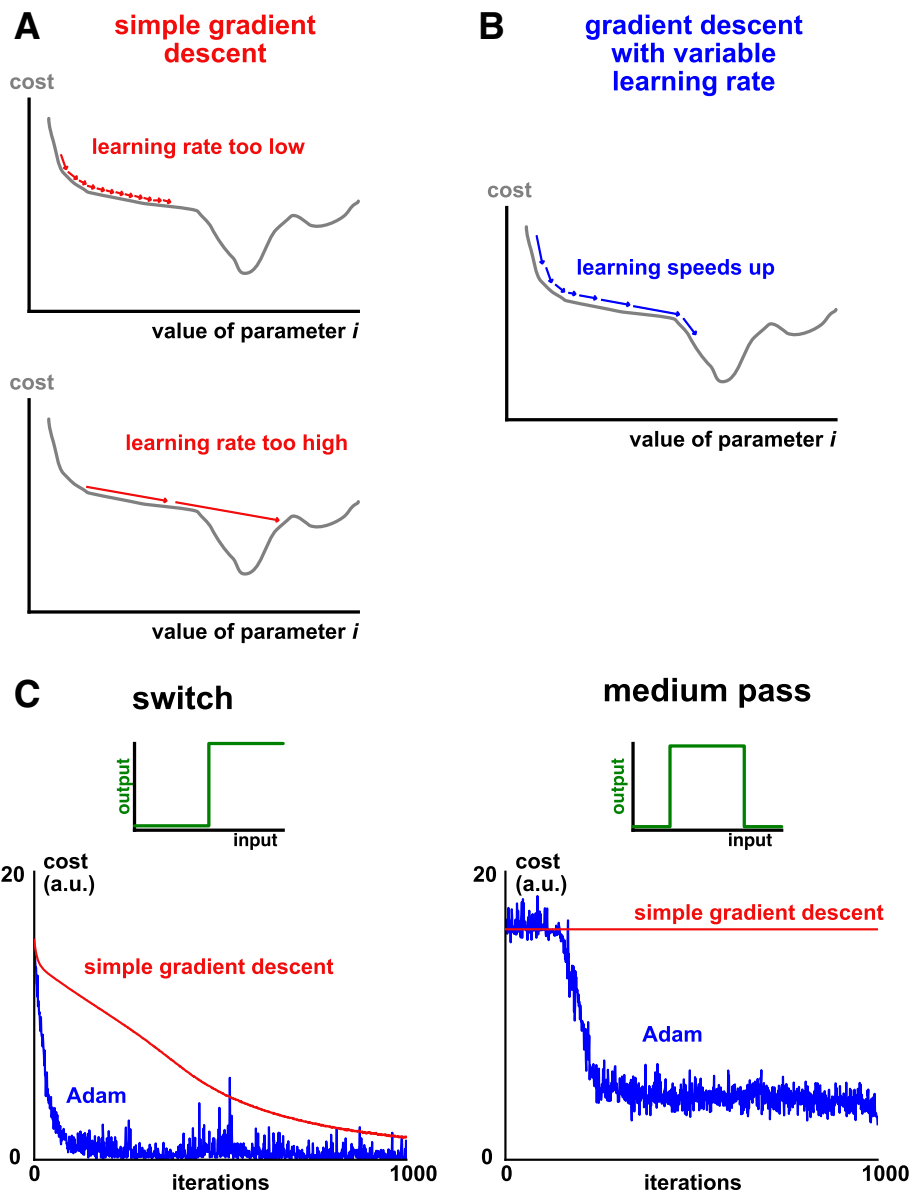 A
simple gradient
descent
cost
learning rate too low
value of parameter i
cost
learning rate too high
value of parameter i
B
gradient descent
with variable
learning rate
cost
learning speeds up
value of parameter i
C
switch
output
input
20
cost
(a.u.)
simple gradient descent
Adam
0
0
iterations
1000
medium pass
output
input
20
cost
(a.u.)
simple gradient descent
Adam
0
0
iterations
1000